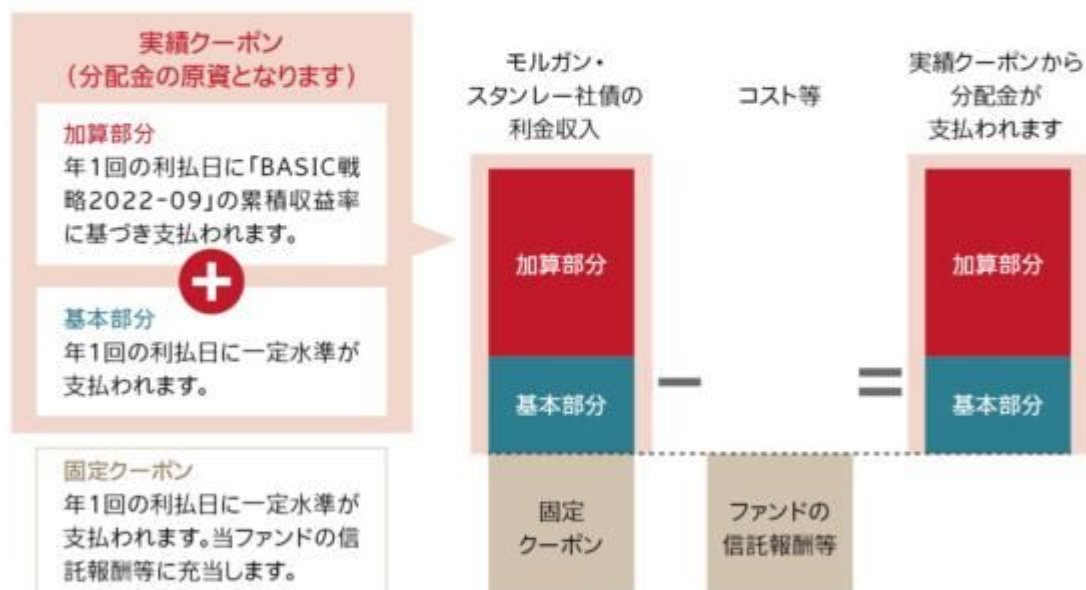 実績クーポン
(分配金の原資となります)
加算部分
年1回の利払日に「BASIC戦
略2022-09」の累積収益率
に基づき支払われます。
+
基本部分
年1回の利払日に一定水準が
支払われます。
固定クーポン
年1回の利払日に一定水準が
支払われます。当ファンドの信
託報酬等に充当します。
モルガン・
スタンレー社債の
利金収入
加算部分
基本部分
固定
クーポン
−
コスト等
ファンドの
信託報酬等
=
実績クーポンから
分配金が
支払われます
加算部分
基本部分